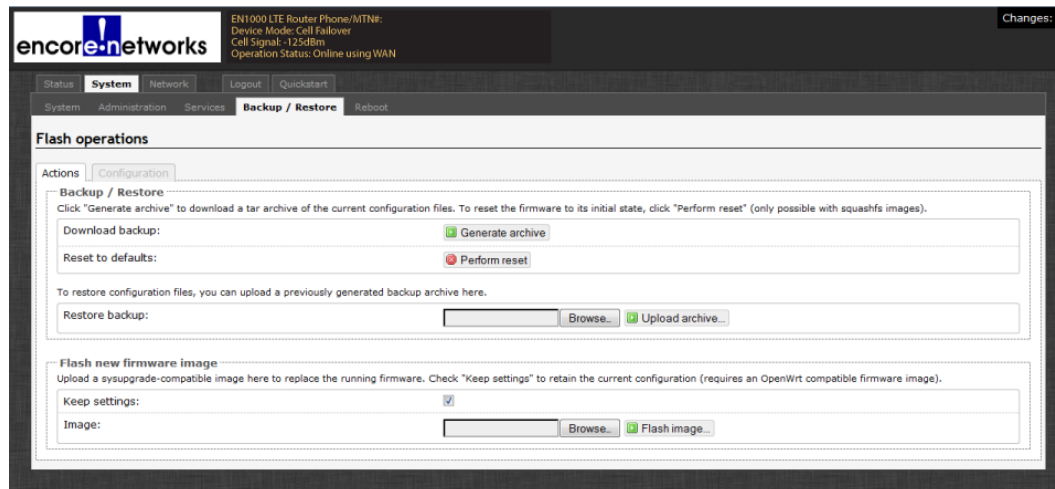 encore!networks
EN1000 LTE Router Phone/MTN#:
Device Mode: Cell Failover
Cell Signal: -125dBm
Operation Status: Online using WAN
Changes:
Status System Network Logout Quickstart
System Administration Services Backup / Restore Reboot
Flash operations
Actions Configuration
Backup / Restore
Click "Generate archive" to download a tar archive of the current configuration files. To reset the firmware to its initial state, click "Perform reset" (only possible with squashfs images).
Download backup: Generate archive
Reset to defaults: Perform reset
To restore configuration files, you can upload a previously generated backup archive here.
Restore backup: Browse... Upload archive...
Flash new firmware image
Upload a sysupgrade-compatible image here to replace the running firmware. Check "Keep settings" to retain the current configuration (requires an OpenWrt compatible firmware image).
Keep settings:
Image: Browse... Flash image...